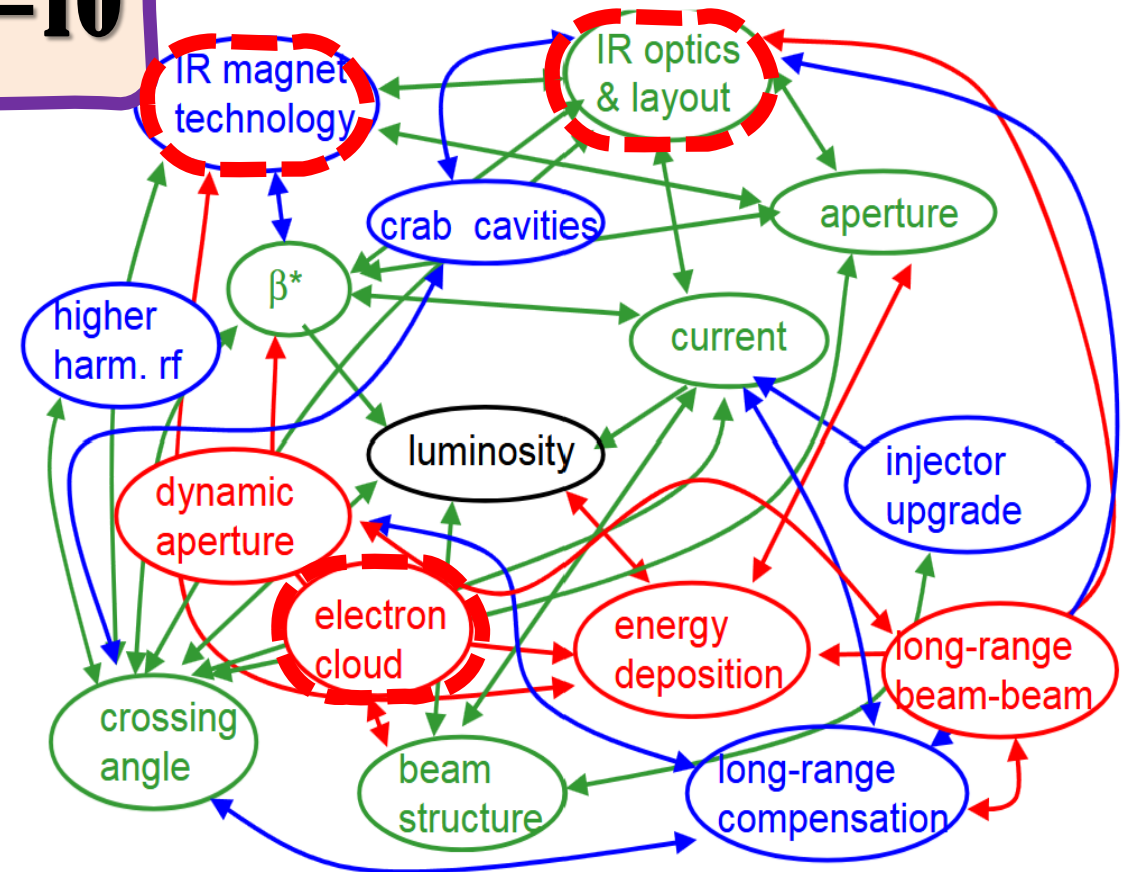 –10
IR magnet
technology
IR optics
& layout
crab cavities
aperture
β*
higher
harm. rf
current
luminosity
injector
upgrade
dynamic
aperture
electron
cloud
energy
deposition
long-range
beam-beam
crossing
angle
beam
structure
long-range
compensation